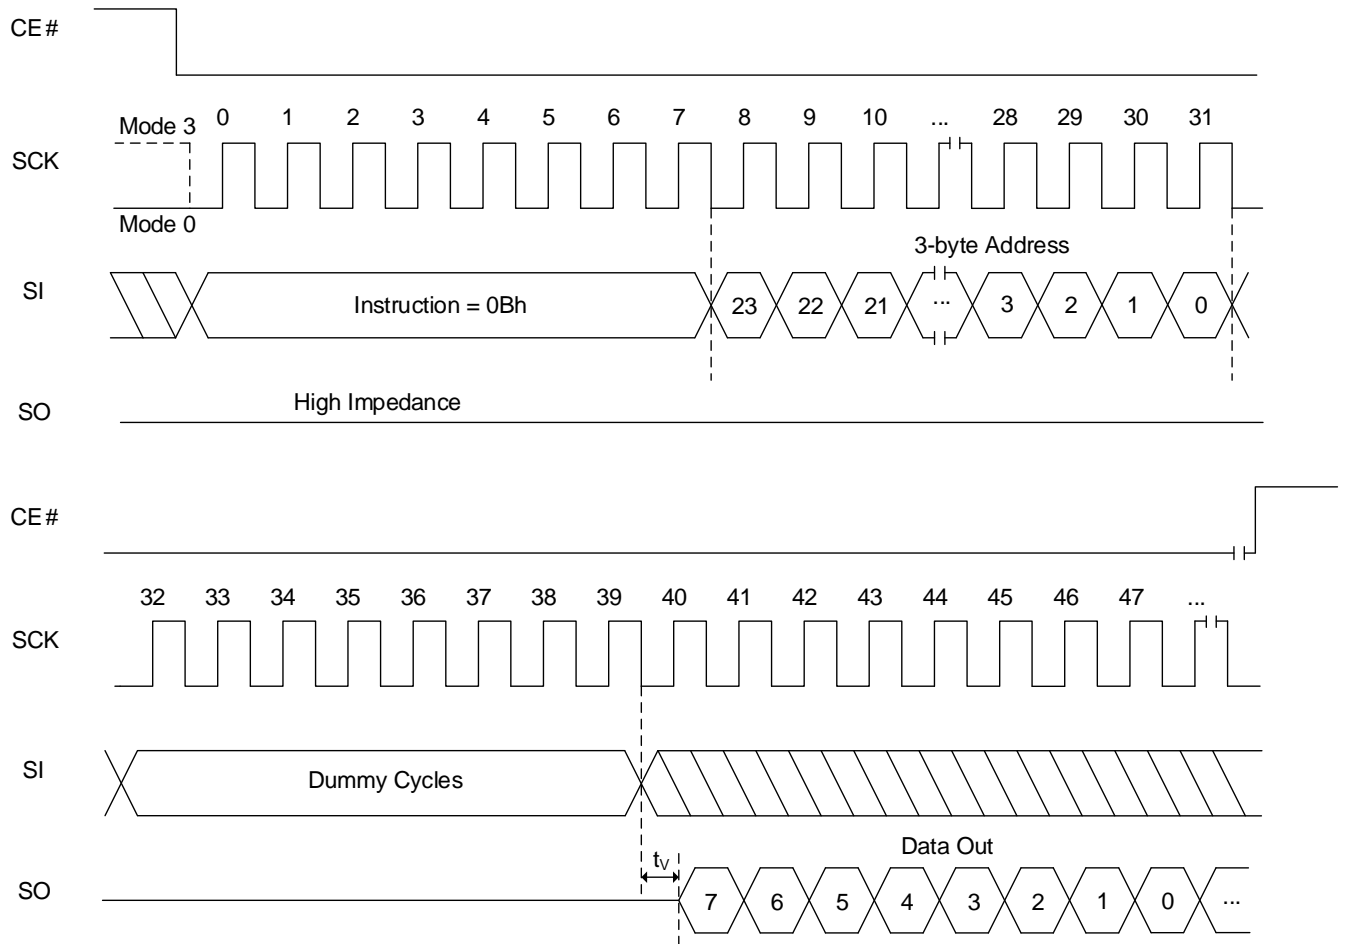 CE#
Mode 3 0 1 2 3 4 5 6 7 8 9 10 ... 28 29 30 31
SCK
Mode 0
3-byte Address
SI Instruction = 0Bh 23 22 21 ... 3 2 1 0
High Impedance
SO
CE#
32 33 34 35 36 37 38 39 40 41 42 43 44 45 46 47 ...
SCK
SI Dummy Cycles
Data Out
tV
SO 7 6 5 4 3 2 1 0 ...